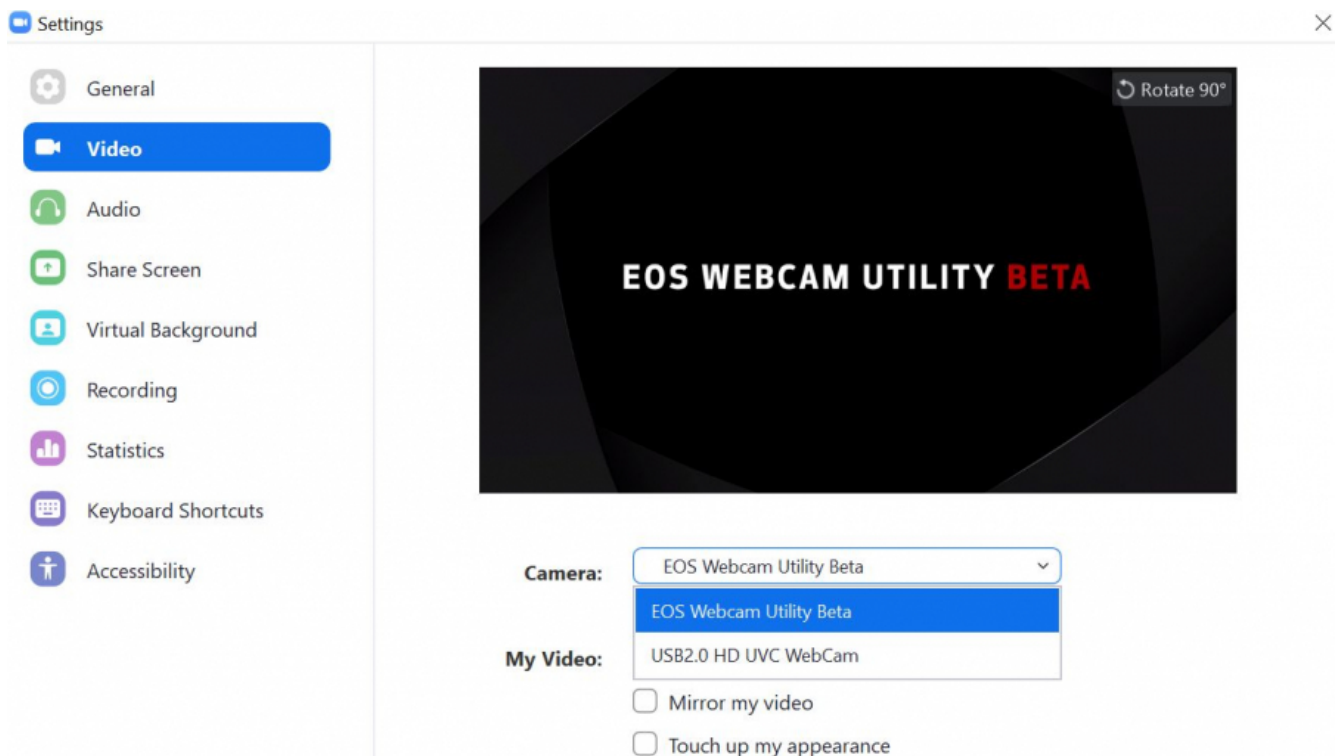 Settings
General
Video
Audio
Share Screen
Virtual Background
Recording
Statistics
Keyboard Shortcuts
Accessibility
Rotate 90°
EOS WEBCAM UTILITY BETA
Camera:
EOS Webcam Utility Beta
EOS Webcam Utility Beta
USB2.0 HD UVC WebCam
My Video:
Mirror my video
Touch up my appearance